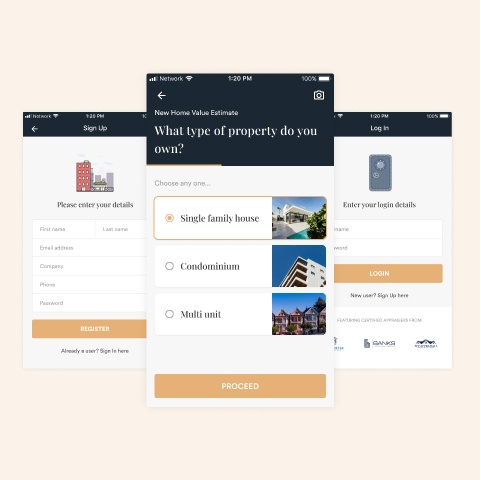 Network
1:20 PM
100%
Sign Up
Please enter your details
First name
Last name
Email address
Company
Phone
Password
REGISTER
Already a user? Sign In here
Network
1:20 PM
100%
New Home Value Estimate
What type of property do you
own?
Choose any one...
Single family house
Condominium
Multi unit
PROCEED
1:20 PM
100%
Log In
Enter your login details
LOGIN
New user? Sign Up here
FEATURING CERTIFIED APPRAISERS FROM
BANKS